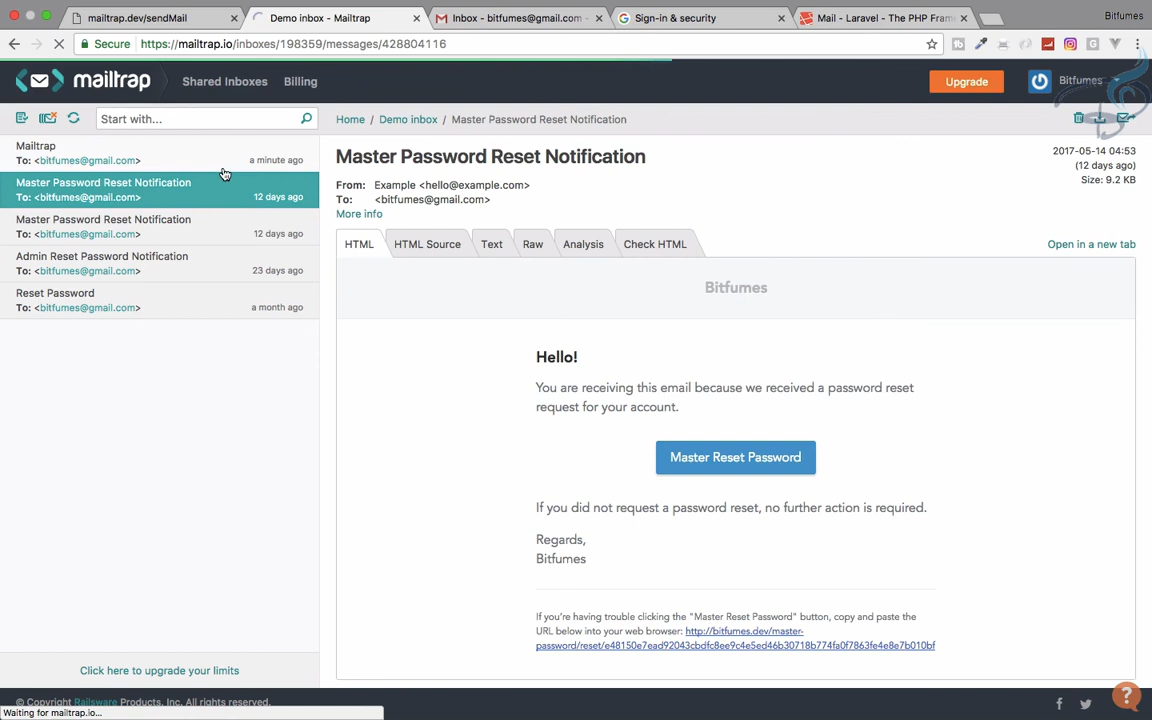 mailtrap.dev/sendMail
Demo inbox - Mailtrap
Inbox - bitfumes@gmail.com -
Sign-in & security
Mail - Laravel - The PHP Fram
Bitfumes
Secure
https://mailtrap.io/inboxes/198359/messages/428804116
mailtrap
Shared Inboxes
Billing
Upgrade
Bitfumes
Start with...
Home / Demo inbox / Master Password Reset Notification
Mailtrap
To: <bitfumes@gmail.com>
a minute ago
Master Password Reset Notification
To: <bitfumes@gmail.com>
12 days ago
Master Password Reset Notification
To: <bitfumes@gmail.com>
12 days ago
Admin Reset Password Notification
To: <bitfumes@gmail.com>
23 days ago
Reset Password
To: <bitfumes@gmail.com>
a month ago
Click here to upgrade your limits
Master Password Reset Notification
2017-05-14 04:53
(12 days ago)
Size: 9.2 KB
From: Example <hello@example.com>
To: <bitfumes@gmail.com>
More info
HTML
HTML Source
Text
Raw
Analysis
Check HTML
Open in a new tab
Bitfumes
Hello!
You are receiving this email because we received a password reset
request for your account.
Master Reset Password
If you did not request a password reset, no further action is required.
Regards,
Bitfumes
If you're having trouble clicking the "Master Reset Password" button, copy and paste the
URL below into your web browser: http://bitfumes.dev/master-
password/reset/e48150e7ead92043cbdfc8ee9c4e5ed46b30718b774fa0f7863fe4e8e7b010bf
© Copyright Railsware Products, Inc. All rights reserved.
Waiting for mailtrap.io...